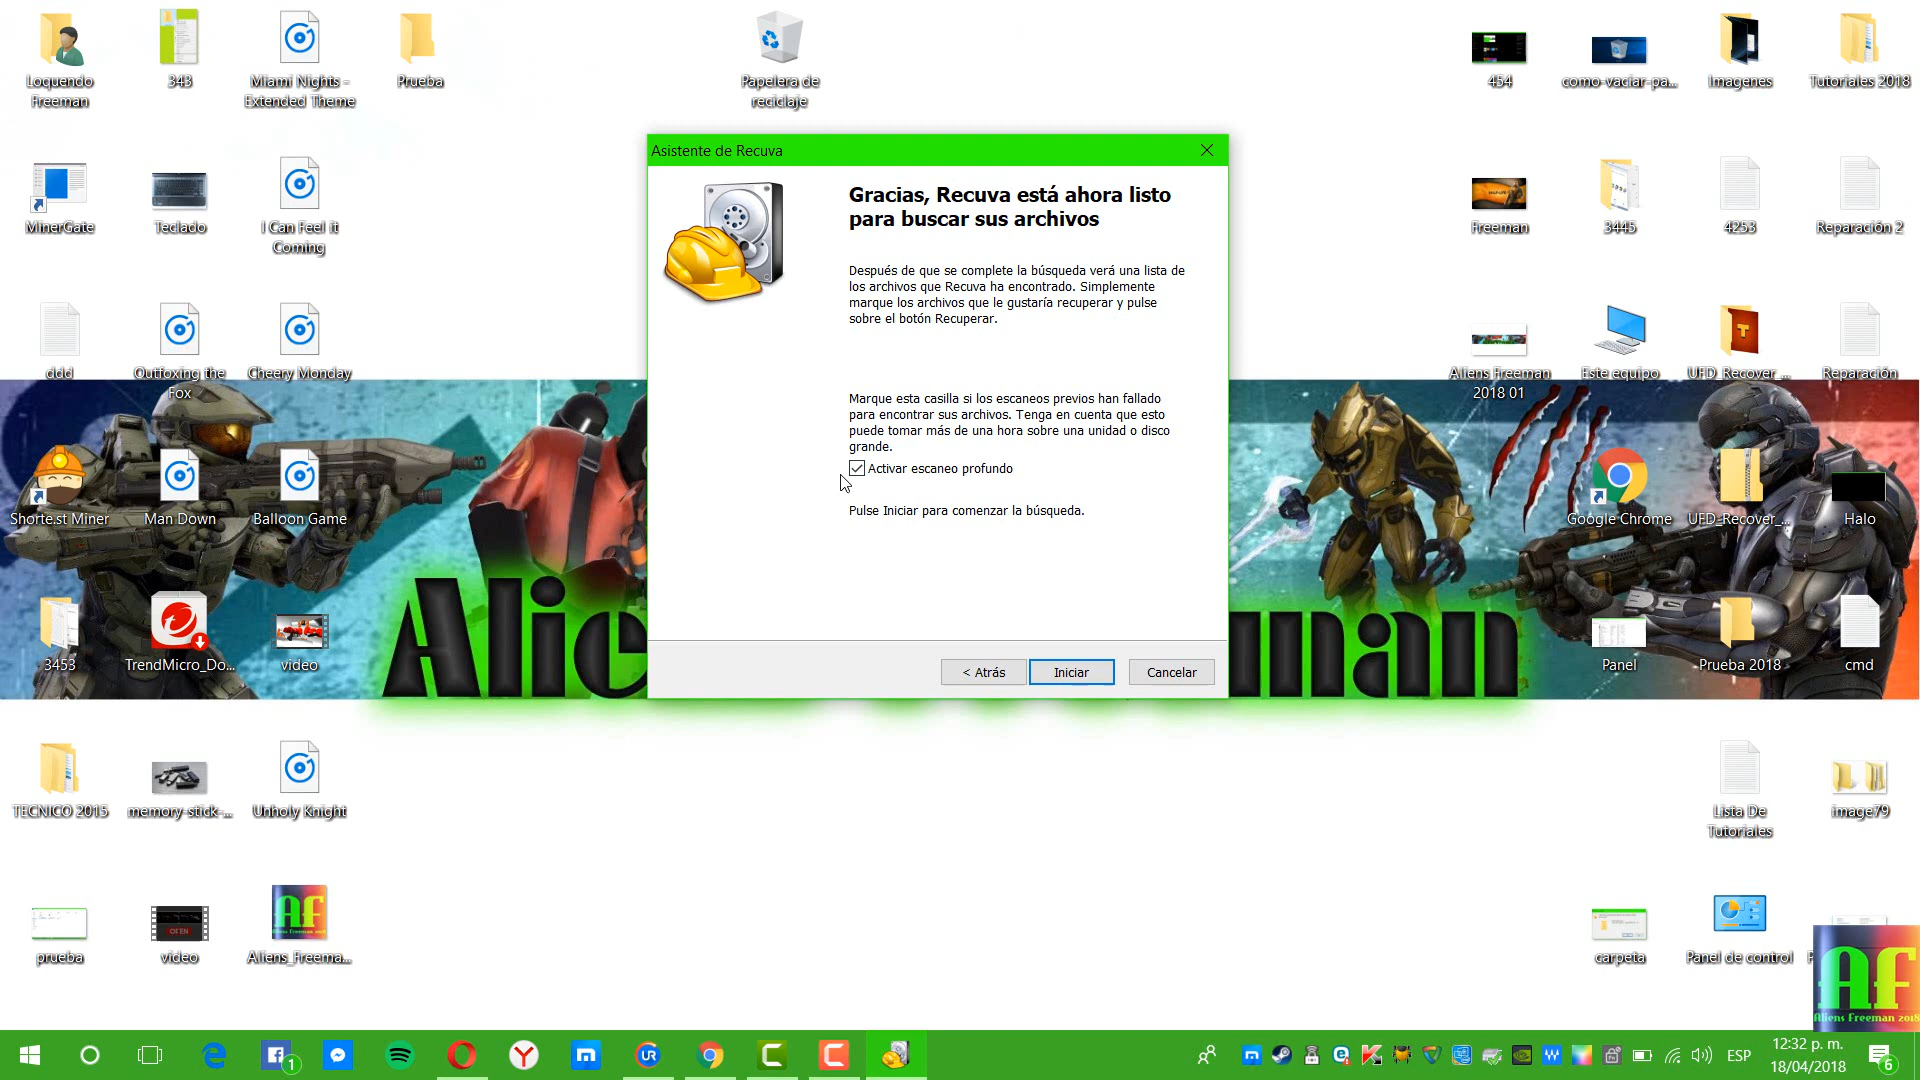 Loquendo
Freeman
343
Miami Nights -
Extended Theme
Prueba
Papelera de
reciclaje
454
como-vaciar-pa...
Imagenes
Tutoriales 2018
Asistente de Recuva
Gracias, Recuva está ahora listo
para buscar sus archivos
Después de que se complete la búsqueda verá una lista de
los archivos que Recuva ha encontrado. Simplemente
marque los archivos que le gustaría recuperar y pulse
sobre el botón Recuperar.
Marque esta casilla si los escaneos previos han fallado
para encontrar sus archivos. Tenga en cuenta que esto
puede tomar más de una hora sobre una unidad o disco
grande.
Activar escaneo profundo
Pulse Iniciar para comenzar la búsqueda.
< Atrás
Iniciar
Cancelar
MinerGate
Teclado
I Can Feel it
Coming
Freeman
3445
4253
Reparación 2
ddd
Outfoxing the
Fox
Cheery Monday
Aliens Freeman
2018 01
Este equipo
UFD_Recover_...
Reparación
Shorte.st Miner
Man Down
Balloon Game
Google Chrome
UFD_Recover_...
Halo
Alie
man
3453
TrendMicro_Do...
video
Panel
Prueba 2018
cmd
TECNICO 2015
memory-stick-...
Unholy Knight
Lista De
Tutoriales
image79
prueba
video
OPEN
AF
Aliens_Freema...
carpeta
Panel de control
P
AF
Aliens Freeman 2018
1
UR
ESP
12:32 p. m.
18/04/2018
6